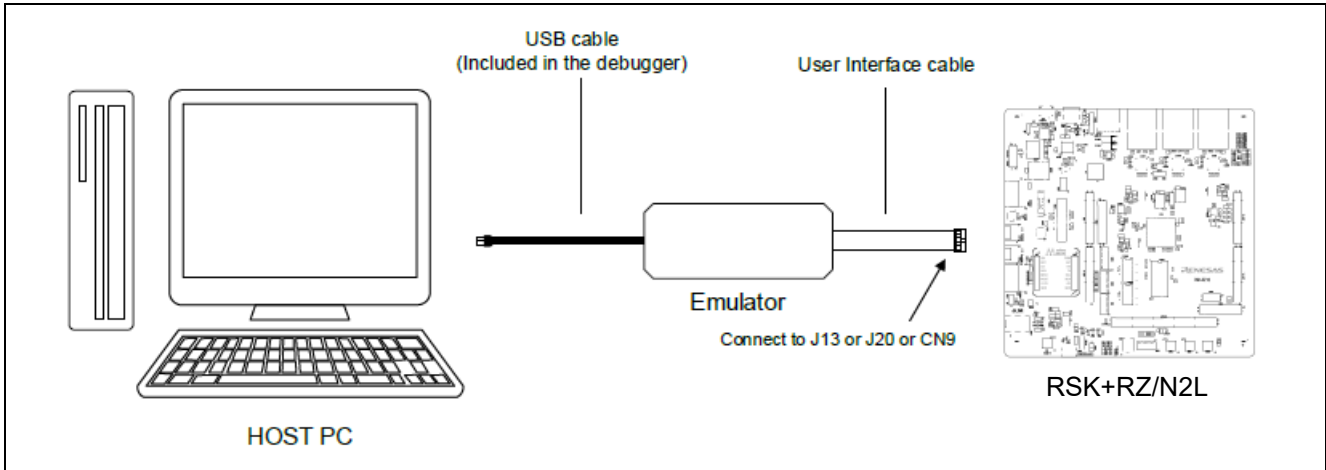 USB cable
(Included in the debugger)
User Interface cable
Emulator
Connect to J13 or J20 or CN9
RENESAS
RSK+RZ/N2L
HOST PC